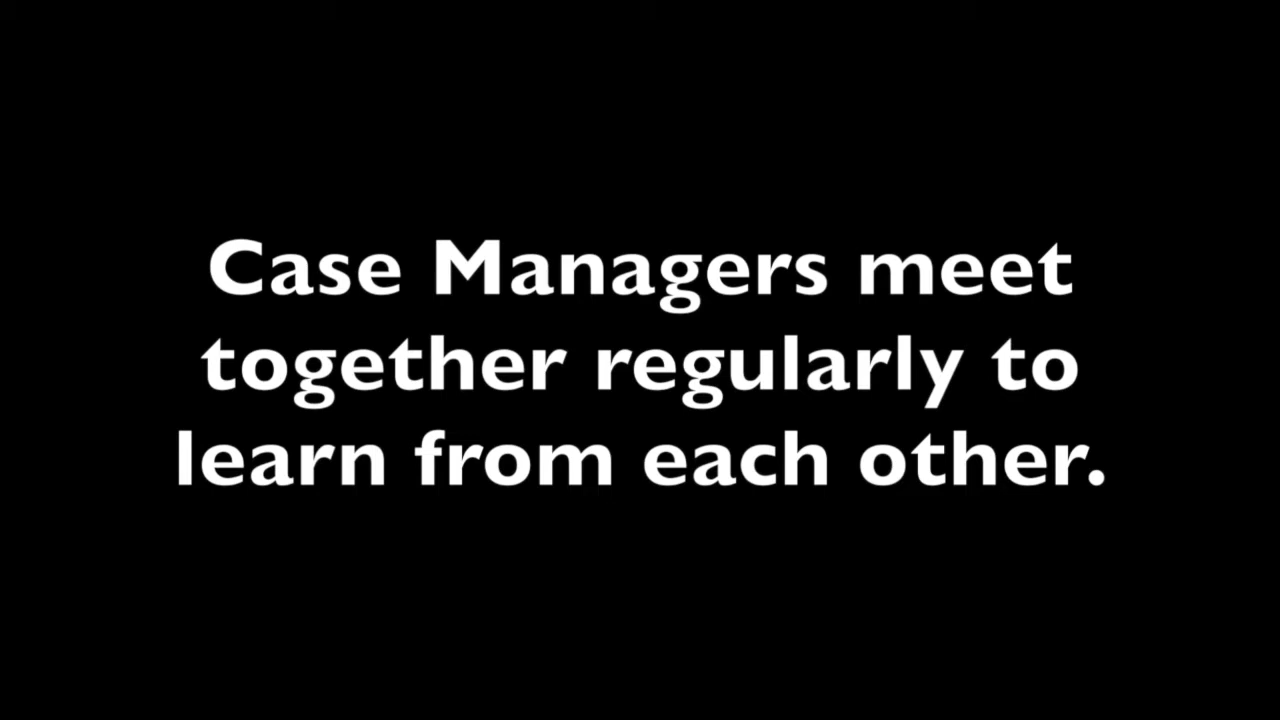 Case Managers meet
together regularly to
learn from each other.